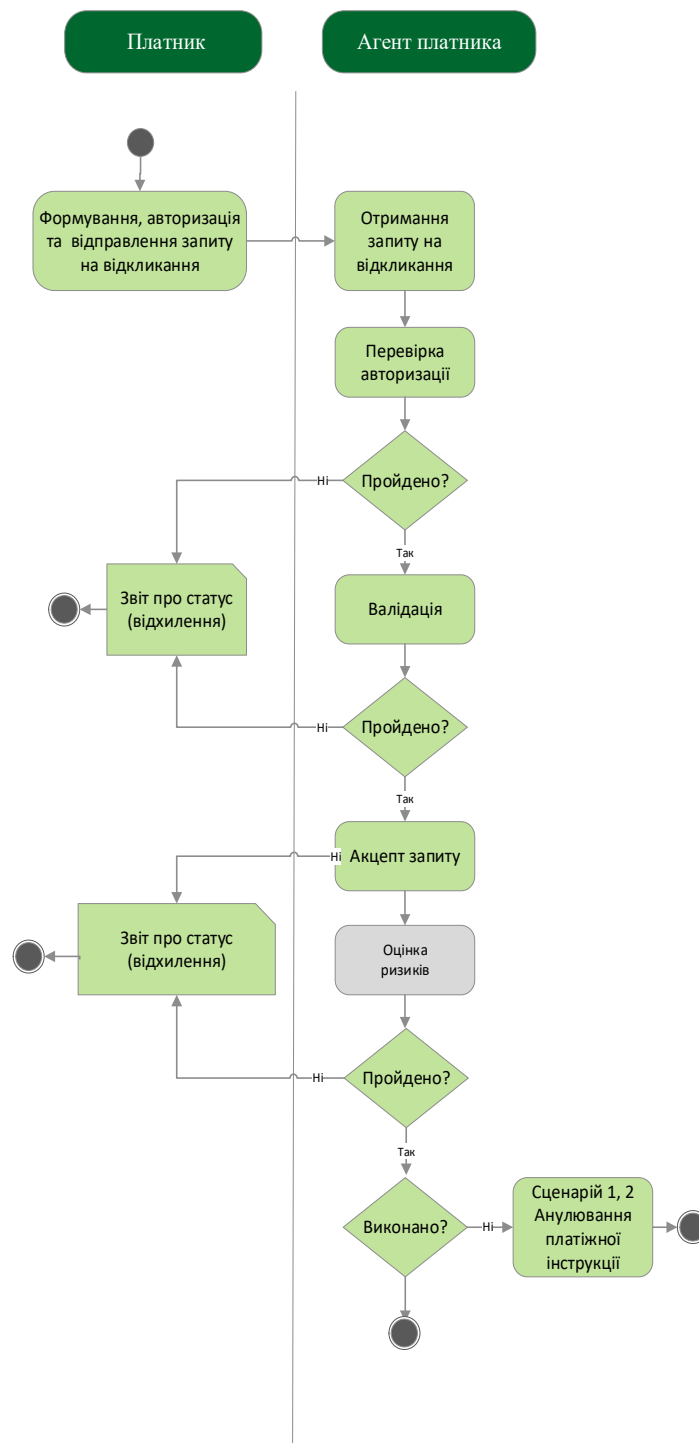 Платник
Агент платника
Формування, авторизація
та відправлення запиту
на відкликання
Отримання
запиту на
відкликання
Перевірка
авторизації
Пройдено?
Ні
Так
Звіт про статус
(відхилення)
Валідація
Пройдено?
Ні
Так
Ні
Акцепт запиту
Звіт про статус
(відхилення)
Оцінка
ризиків
Пройдено?
Ні
Так
Виконано?
Ні
Сценарій 1, 2
Анулювання
платіжної
інструкції